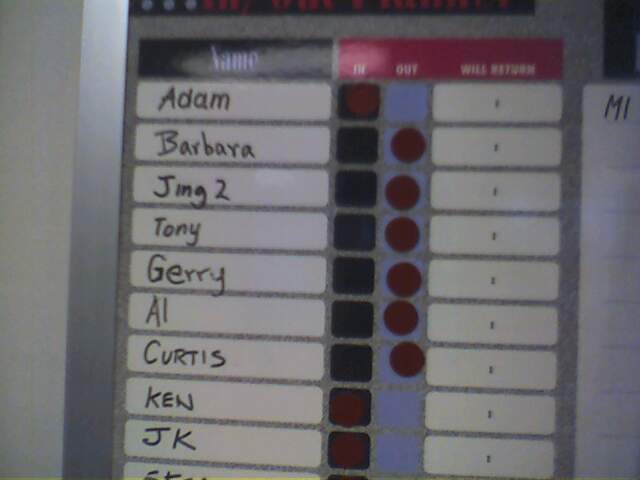 Name IN OUT WILL RETURN
Adam :
MI
Barbara :
Jing 2 :
Tony :
Gerry :
Al :
CURTIS :
KEN :
JK :